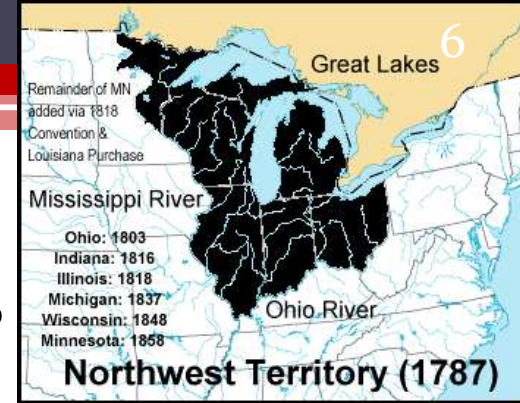 6
Great Lakes
Remainder of MN
added via 1818
Convention &
Louisiana Purchase
Mississippi River
Ohio: 1803
Indiana: 1816
Illinois: 1818
Michigan: 1837
Wisconsin: 1848
Minnesota: 1858
Ohio River
Northwest Territory (1787)